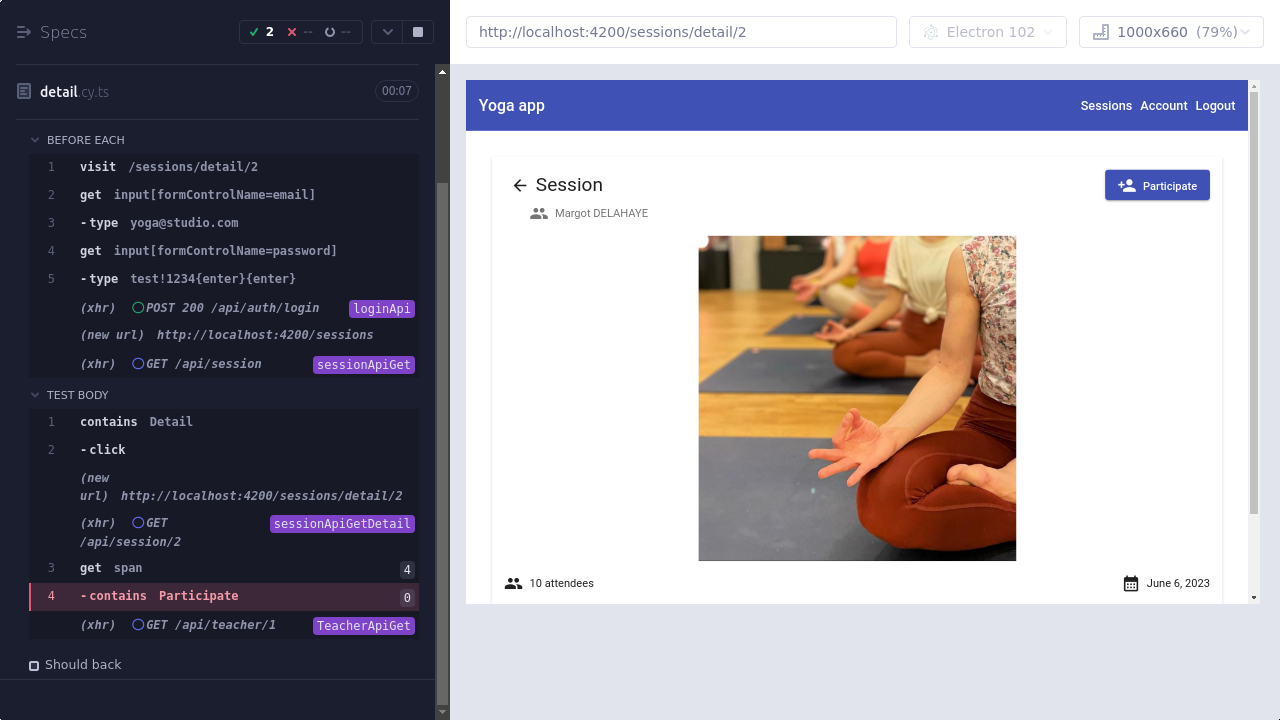 Specs
2
--
--
detail.cy.ts
00:07
BEFORE EACH
1 visit /sessions/detail/2
2 get input[formControlName=email]
3 -type yoga@studio.com
4 get input[formControlName=password]
5 -type test!1234{enter}{enter}
(xhr) POST 200 /api/auth/login loginApi
(new url) http://localhost:4200/sessions
(xhr) GET /api/session sessionApiGet
TEST BODY
1 contains Detail
2 -click
(new
url) http://localhost:4200/sessions/detail/2
(xhr) GET sessionApiGetDetail
/api/session/2
3 get span 4
4 -contains Participate 0
(xhr) GET /api/teacher/1 TeacherApiGet
Should back
http://localhost:4200/sessions/detail/2
Electron 102
1000x660 (79%)
Yoga app
Sessions Account Logout
Session
Participate
Margot DELAHAYE
10 attendees
June 6, 2023